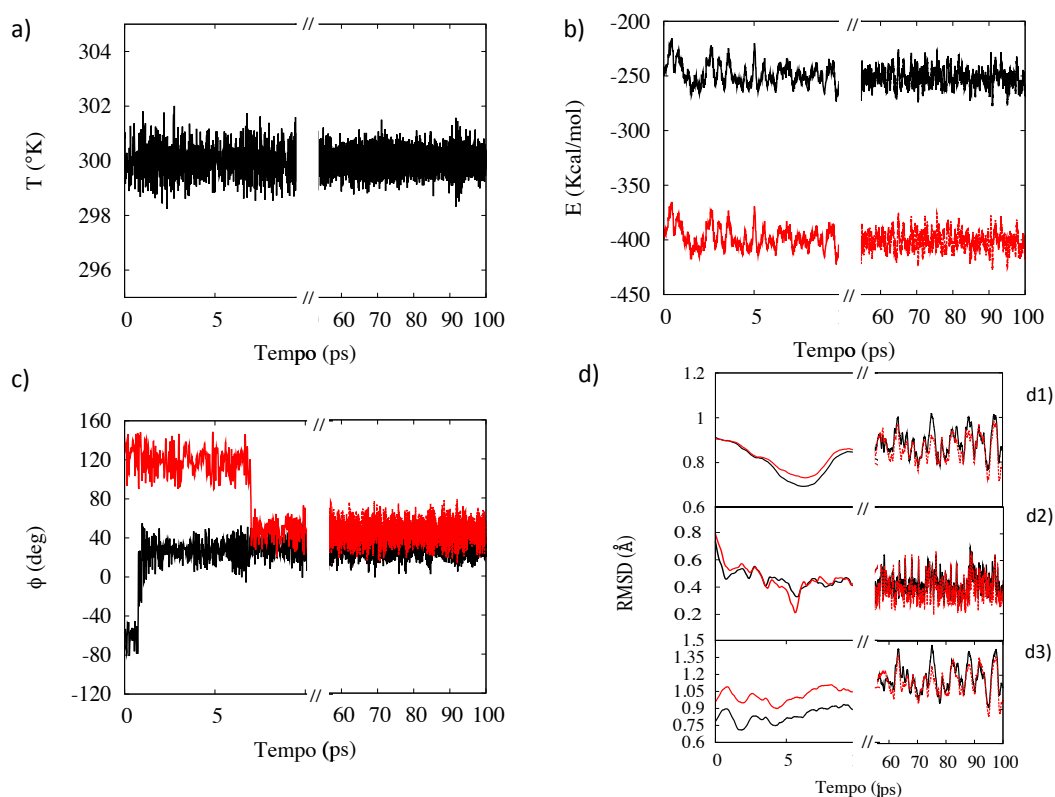 a)
//
T (°K)
304
302
300
298
296
0 5 60 70 80 90 100
Tempo (ps)
b)
//
E (Kcal/mol)
-200
-250
-300
-350
-400
-450
0 5 60 70 80 90 100
//
Tempo (ps)
c)
//
ϕ (deg)
160
120
80
40
0
-40
-80
-120
0 5 60 70 80 90 100
//
Tempo (ps)
d)
//
d1)
1.2
1
0.8
0.6
//
d2)
RMSD (Å)
0.8
0.6
0.4
0.2
//
d3)
1.5
1.35
1.2
1.05
0.9
0.75
0.6
//
0 5 60 70 80 90 100
Tempo (ps)